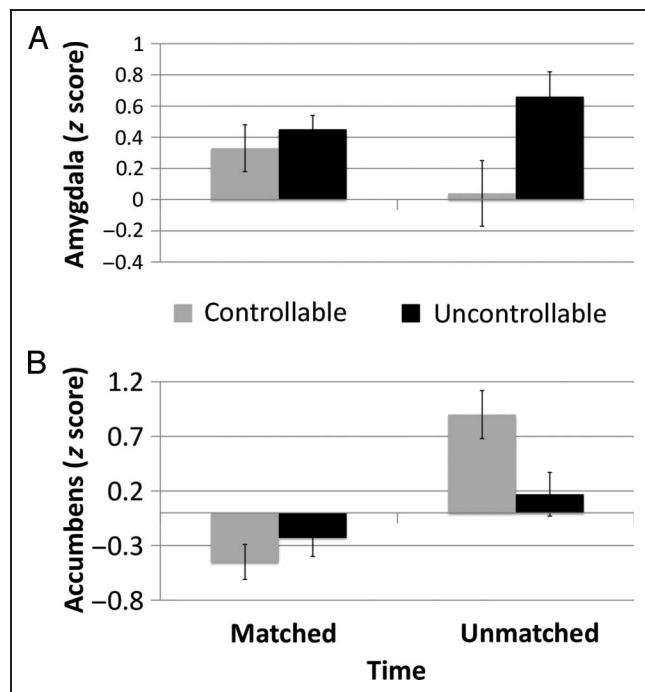 A
Amygdala (z score)
1
0.8
0.6
0.4
0.2
0
−0.2
−0.4
Controllable
Uncontrollable
B
Accumbens (z score)
1.2
0.7
0.2
−0.3
−0.8
Matched Unmatched
Time